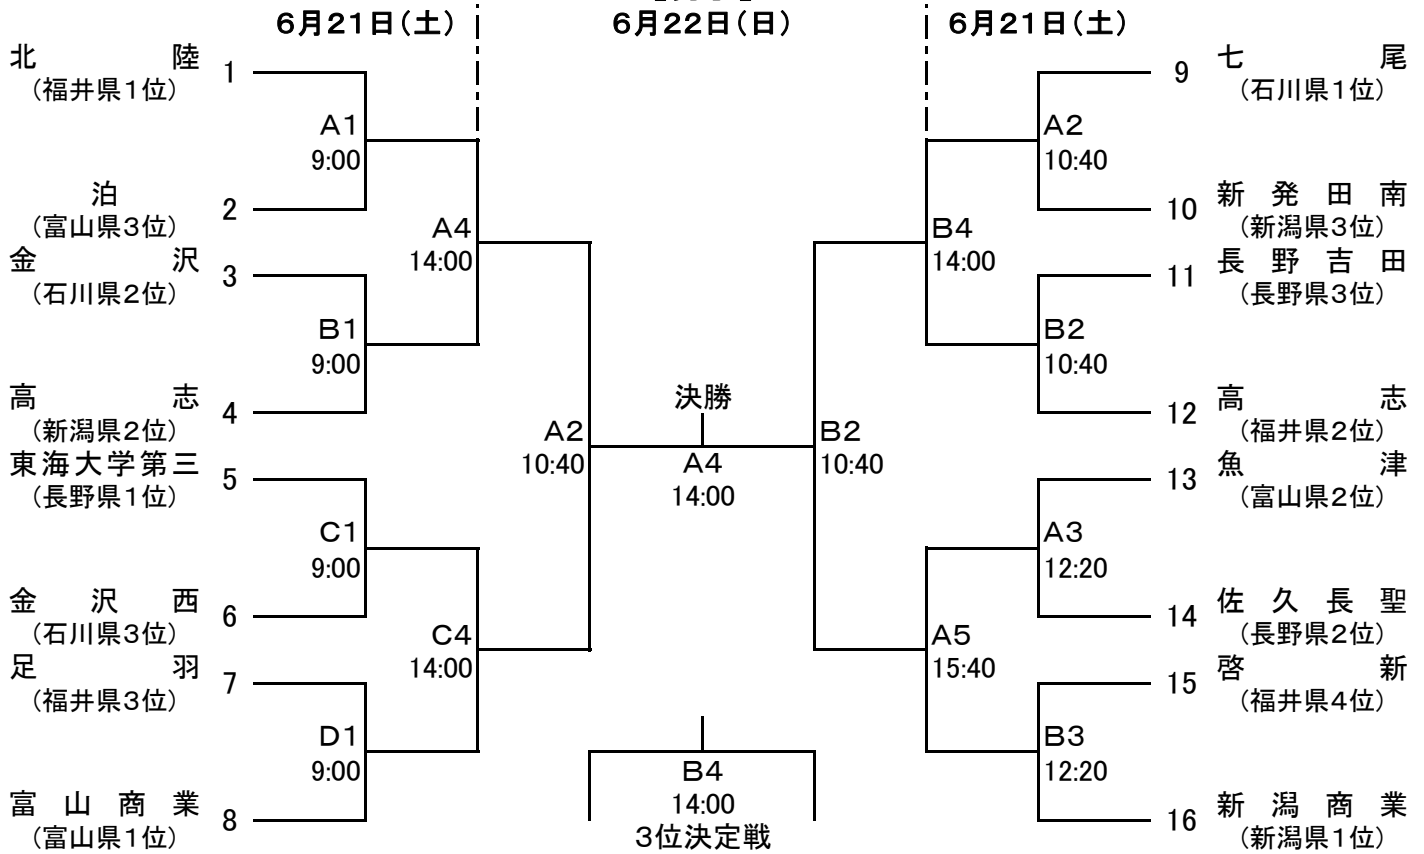 6月21日(土)
6月22日(日)
6月21日(土)
北陸
(福井県1位)
1
A1
9:00
泊
(富山県3位)
2
A4
14:00
金沢
(石川県2位)
3
B1
9:00
高志
(新潟県2位)
4
東海大学第三
(長野県1位)
5
C1
9:00
金沢西
(石川県3位)
6
C4
14:00
足羽
(福井県3位)
7
D1
9:00
富山商業
(富山県1位)
8
A2
10:40
決勝
A4
14:00
B2
10:40
B4
14:00
3位決定戦
9
七尾
(石川県1位)
A2
10:40
10
新発田南
(新潟県3位)
B4
14:00
11
長野吉田
(長野県3位)
B2
10:40
12
高志
(福井県2位)
13
魚津
(富山県2位)
A3
12:20
14
佐久長聖
(長野県2位)
A5
15:40
15
啓新
(福井県4位)
B3
12:20
16
新潟商業
(新潟県1位)